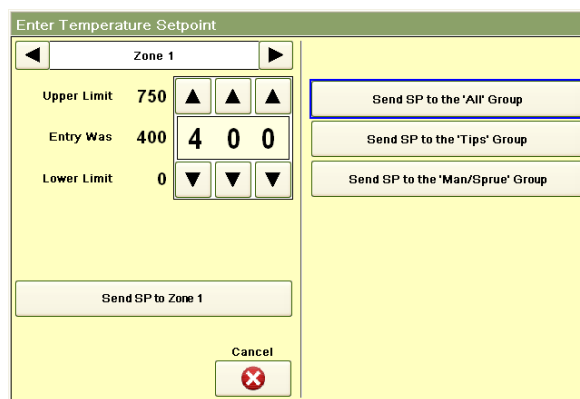 Enter Temperature Setpoint
Zone 1
Upper Limit 750
Entry Was 400 4 0 0
Lower Limit 0
Send SP to Zone 1
Cancel
Send SP to the 'All' Group
Send SP to the 'Tips' Group
Send SP to the 'Man/Sprue' Group